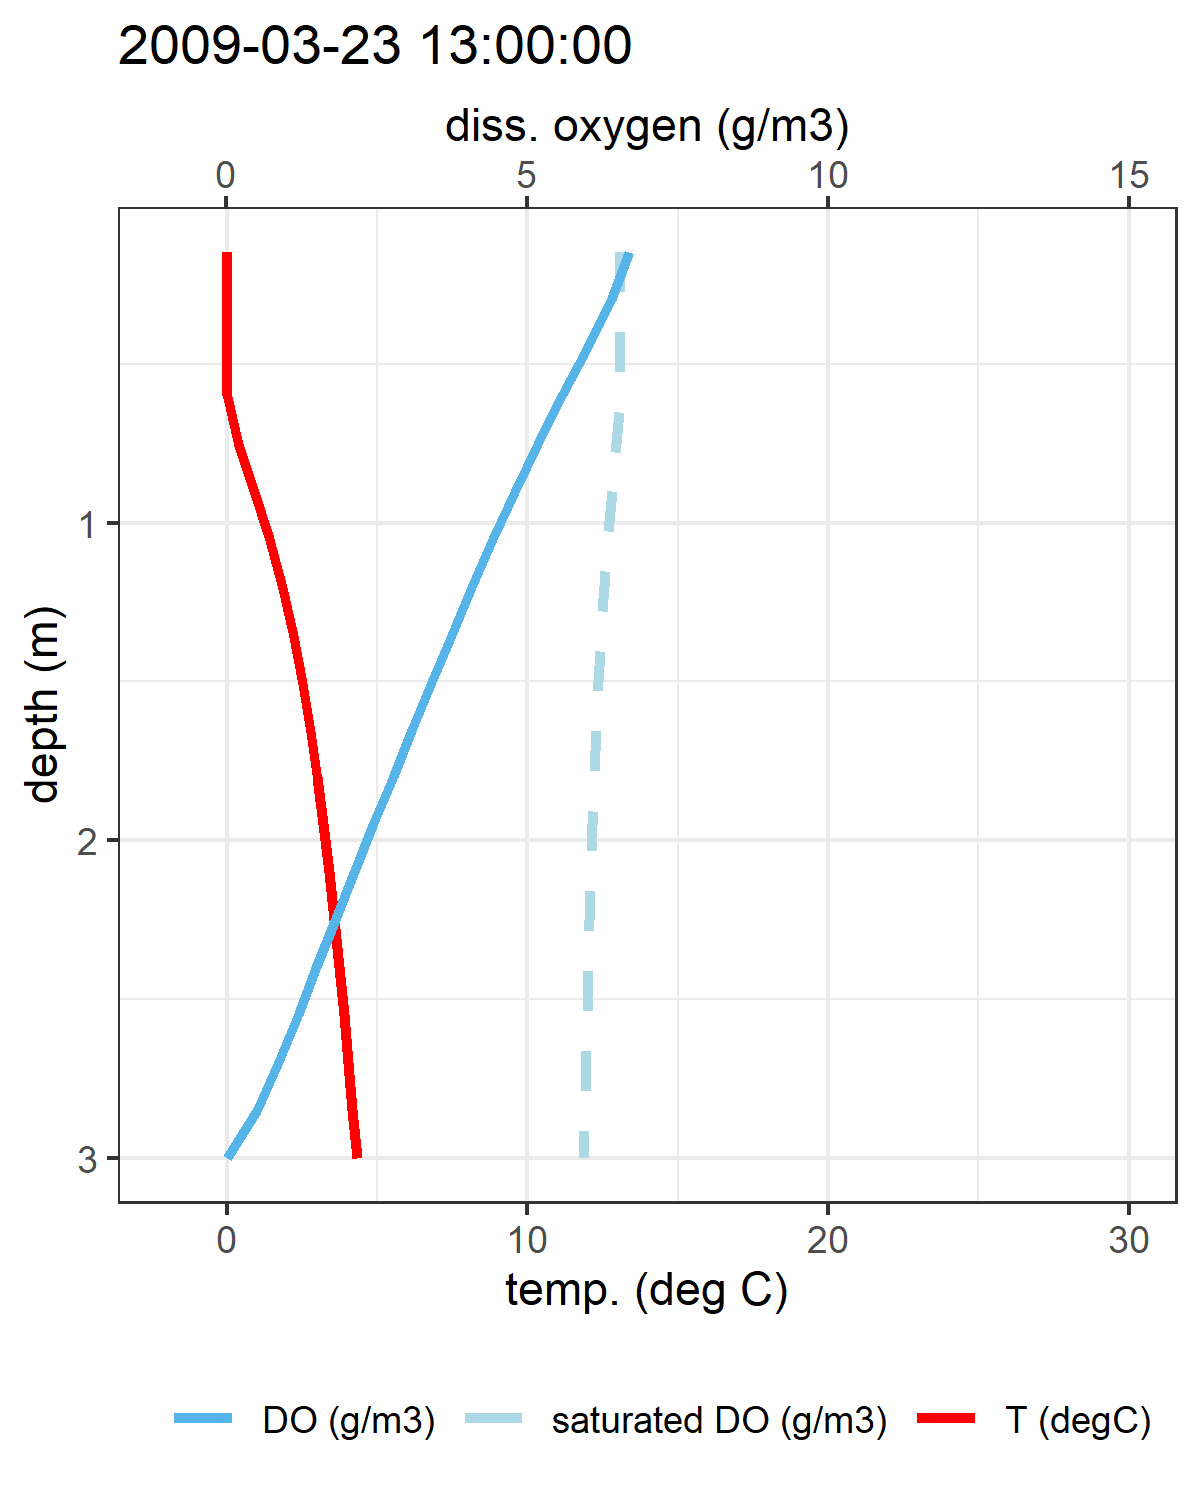 2009-03-23 13:00:00
diss. oxygen (g/m3)
0 5 10 15
depth (m)
1
2
3
0 10 20 30
temp. (deg C)
DO (g/m3) saturated DO (g/m3) T (degC)